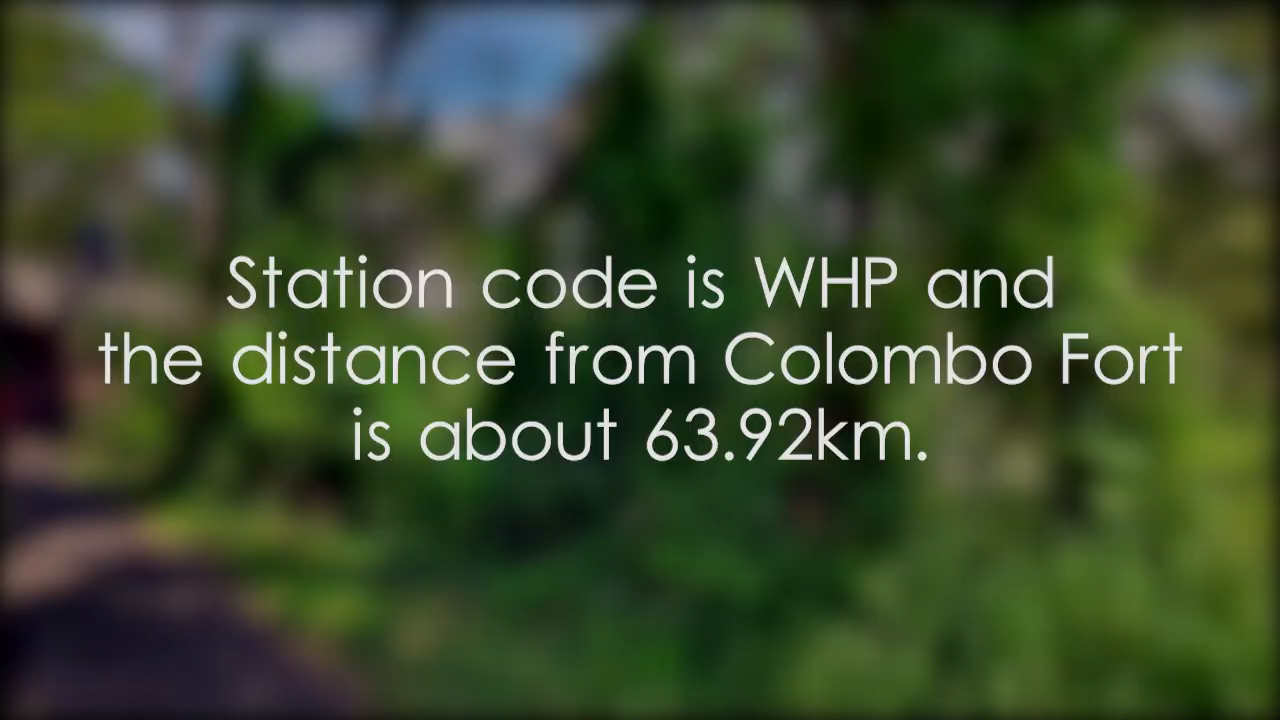 Station code is WHP and
the distance from Colombo Fort
is about 63.92km.